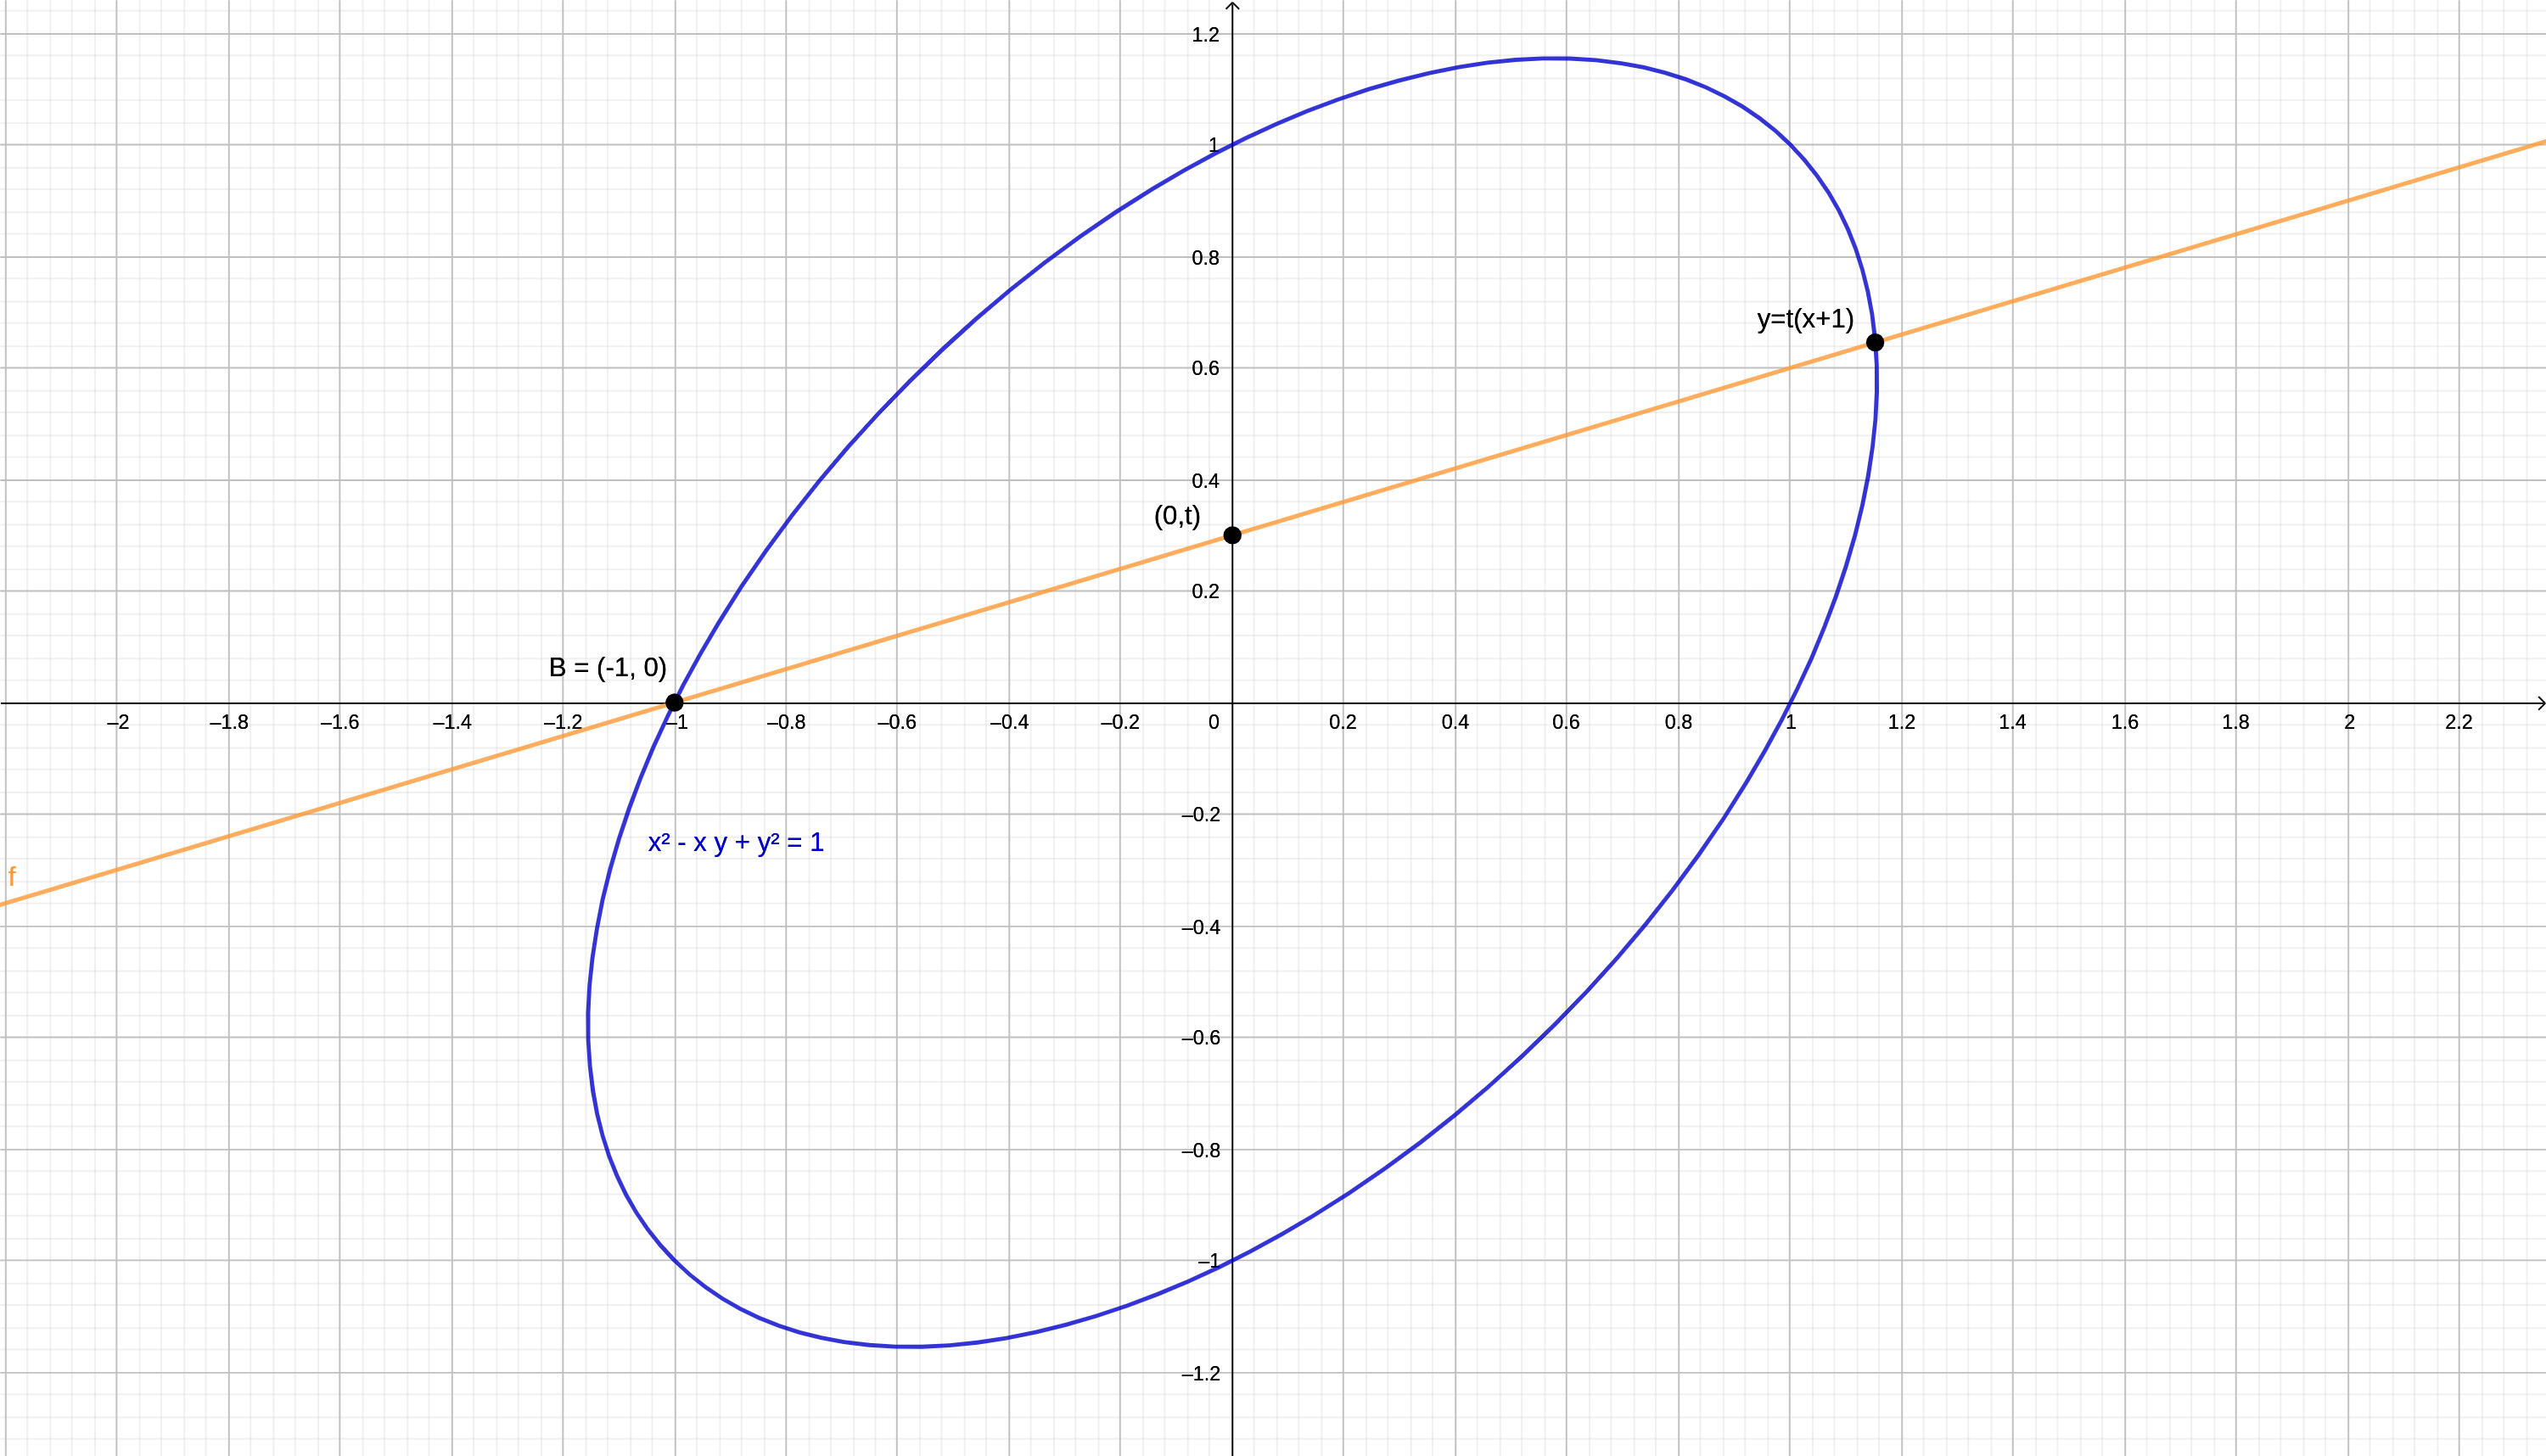 1.2
1
0.8
y=t(x+1)
0.6
0.4
(0,t)
0.2
B = (-1, 0)
–2 –1.8 –1.6 –1.4 –1.2 –1 –0.8 –0.6 –0.4 –0.2 0 0.2 0.4 0.6 0.8 1 1.2 1.4 1.6 1.8 2 2.2
–0.2
x² - x y + y² = 1
f
–0.4
–0.6
–0.8
–1
–1.2